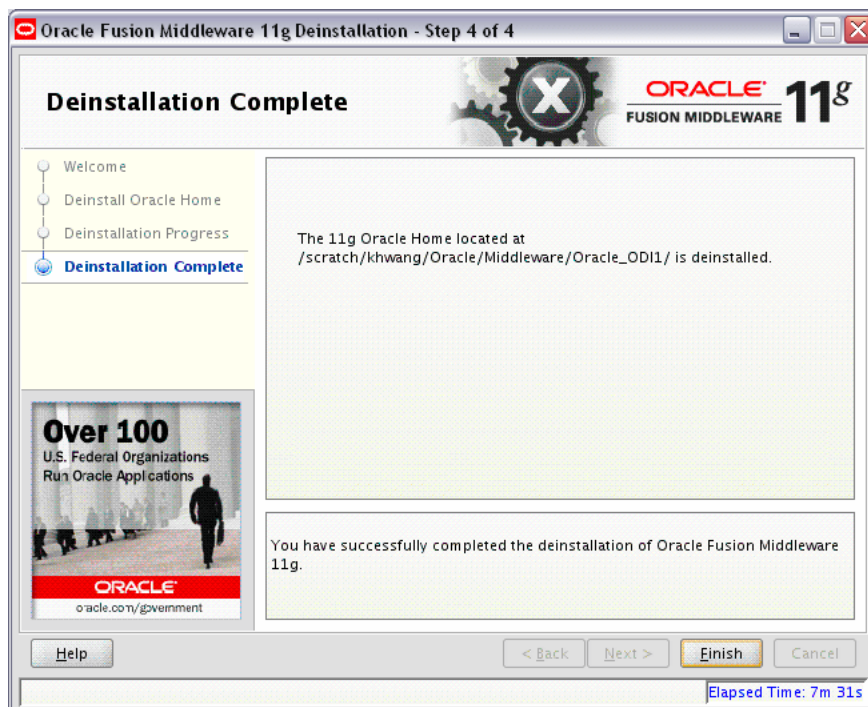 Oracle Fusion Middleware 11g Deinstallation - Step 4 of 4
Deinstallation Complete
X
ORACLE
FUSION MIDDLEWARE
11g
Welcome
Deinstall Oracle Home
Deinstallation Progress
Deinstallation Complete
The 11g Oracle Home located at
/scratch/khwang/Oracle/Middleware/Oracle_ODI1/ is deinstalled.
Over 100
U.S. Federal Organizations
Run Oracle Applications
ORACLE
oracle.com/government
You have successfully completed the deinstallation of Oracle Fusion Middleware
11g.
Help
< Back
Next >
Finish
Cancel
Elapsed Time: 7m 31s